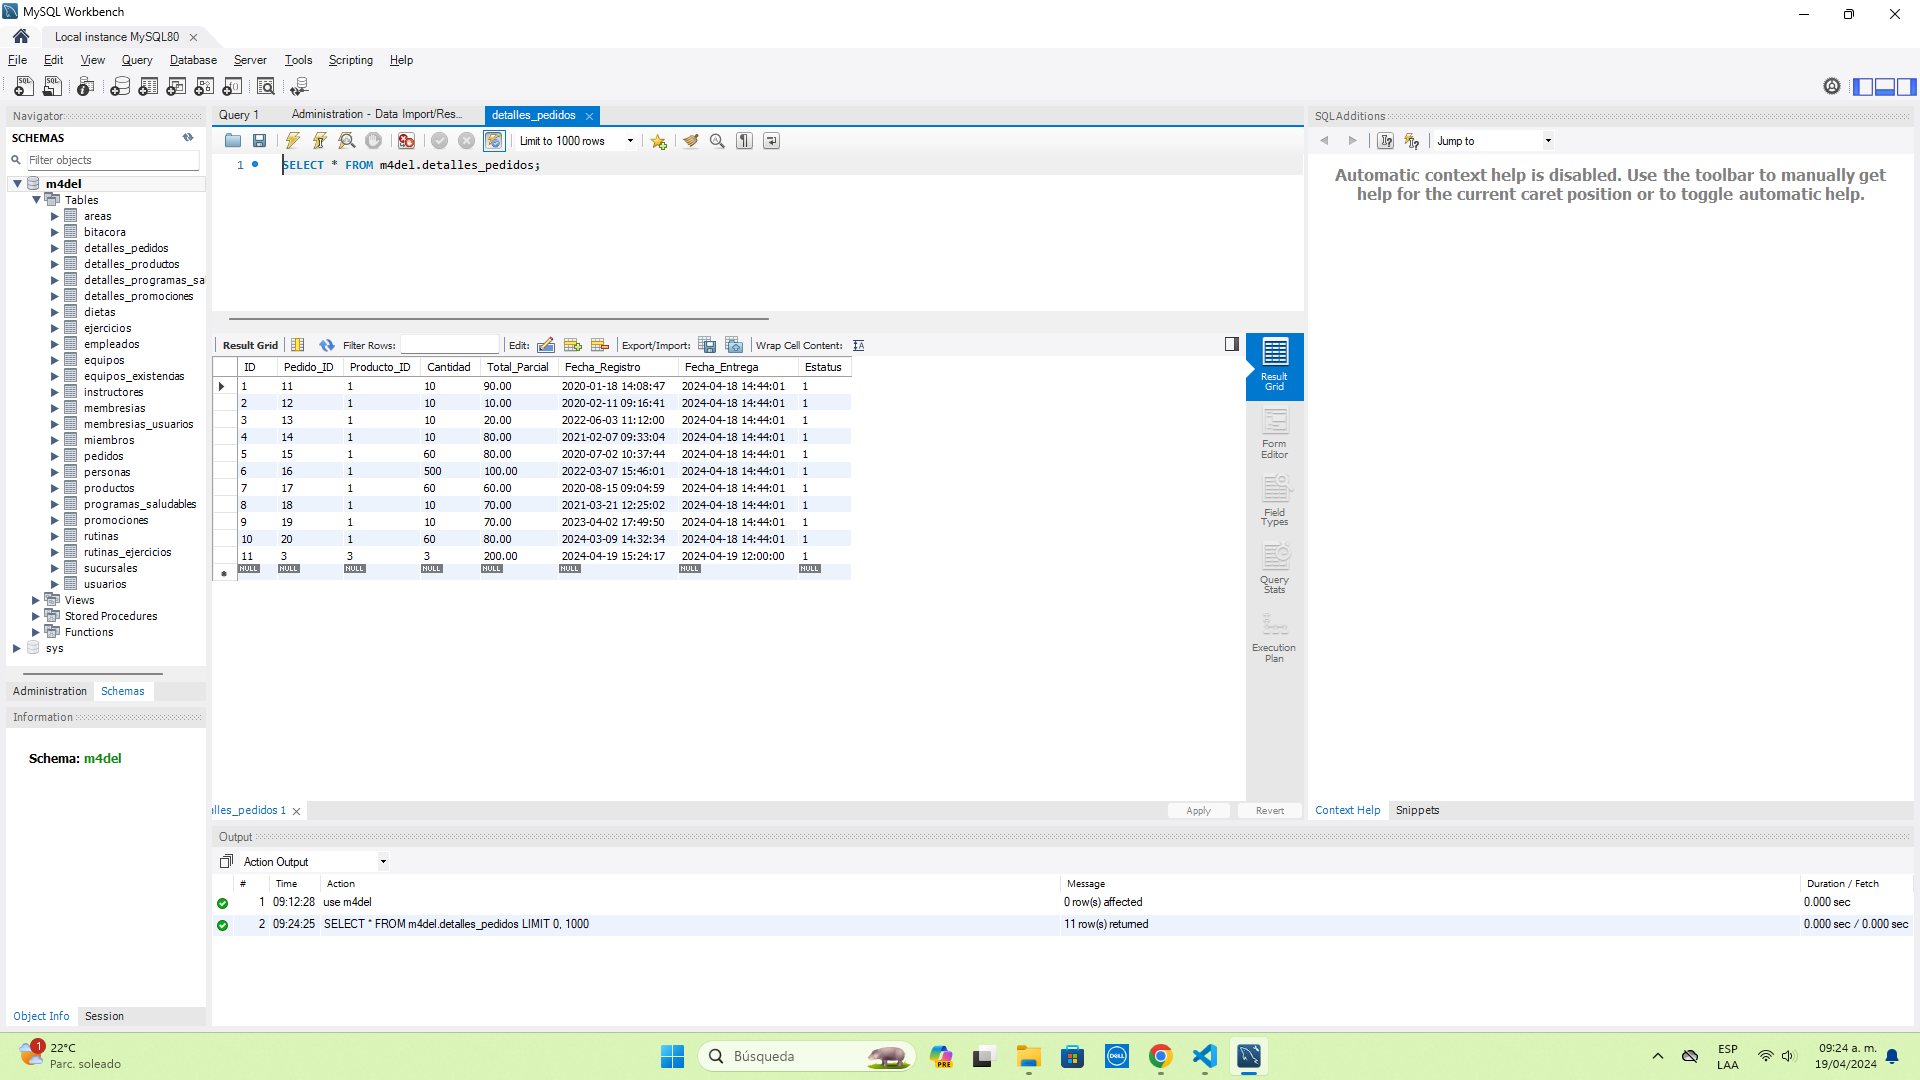 MySQL Workbench
Local instance MySQL80
File Edit View Query Database Server Tools Scripting Help
Navigator
Query 1
Administration - Data Import/Res...
detalles_pedidos
SQLAdditions
SCHEMAS
Filter objects
Limit to 1000 rows
Jump to
1 SELECT * FROM m4del.detalles_pedidos;
Automatic context help is disabled. Use the toolbar to manually get
help for the current caret position or to toggle automatic help.
m4del
Tables
areas
bitacora
detalles_pedidos
detalles_productos
detalles_programas_sa
detalles_promociones
dietas
ejercicios
empleados
equipos
equipos_existencias
instructores
membresias
membresias_usuarios
miembros
pedidos
personas
productos
programas_saludables
promociones
rutinas
rutinas_ejercicios
sucursales
usuarios
Views
Stored Procedures
Functions
sys
Administration Schemas
Information
Schema: m4del
Object Info Session
Result Grid Filter Rows: Edit: Export/Import: Wrap Cell Content:
ID Pedido_ID Producto_ID Cantidad Total_Parcial Fecha_Registro Fecha_Entrega Estatus
1 11 1 10 90.00 2020-01-18 14:08:47 2024-04-18 14:44:01 1
2 12 1 10 10.00 2020-02-11 09:16:41 2024-04-18 14:44:01 1
3 13 1 10 20.00 2022-06-03 11:12:00 2024-04-18 14:44:01 1
4 14 1 10 80.00 2021-02-07 09:33:04 2024-04-18 14:44:01 1
5 15 1 60 80.00 2020-07-02 10:37:44 2024-04-18 14:44:01 1
6 16 1 500 100.00 2022-03-07 15:46:01 2024-04-18 14:44:01 1
7 17 1 60 60.00 2020-08-15 09:04:59 2024-04-18 14:44:01 1
8 18 1 10 70.00 2021-03-21 12:25:02 2024-04-18 14:44:01 1
9 19 1 10 70.00 2023-04-02 17:49:50 2024-04-18 14:44:01 1
10 20 1 60 80.00 2024-03-09 14:32:34 2024-04-18 14:44:01 1
11 3 3 3 200.00 2024-04-19 15:24:17 2024-04-19 12:00:00 1
NULL NULL NULL NULL NULL NULL NULL NULL
Result
Grid
Form
Editor
Field
Types
Query
Stats
Execution
Plan
lles_pedidos 1
Apply Revert
Context Help Snippets
Output
Action Output
# Time Action Message Duration / Fetch
1 09:12:28 use m4del 0 row(s) affected 0.000 sec
2 09:24:25 SELECT * FROM m4del.detalles_pedidos LIMIT 0, 1000 11 row(s) returned 0.000 sec / 0.000 sec
1
22°C
Parc. soleado
Búsqueda
PRE
DELL
ESP
LAA
09:24 a. m.
19/04/2024